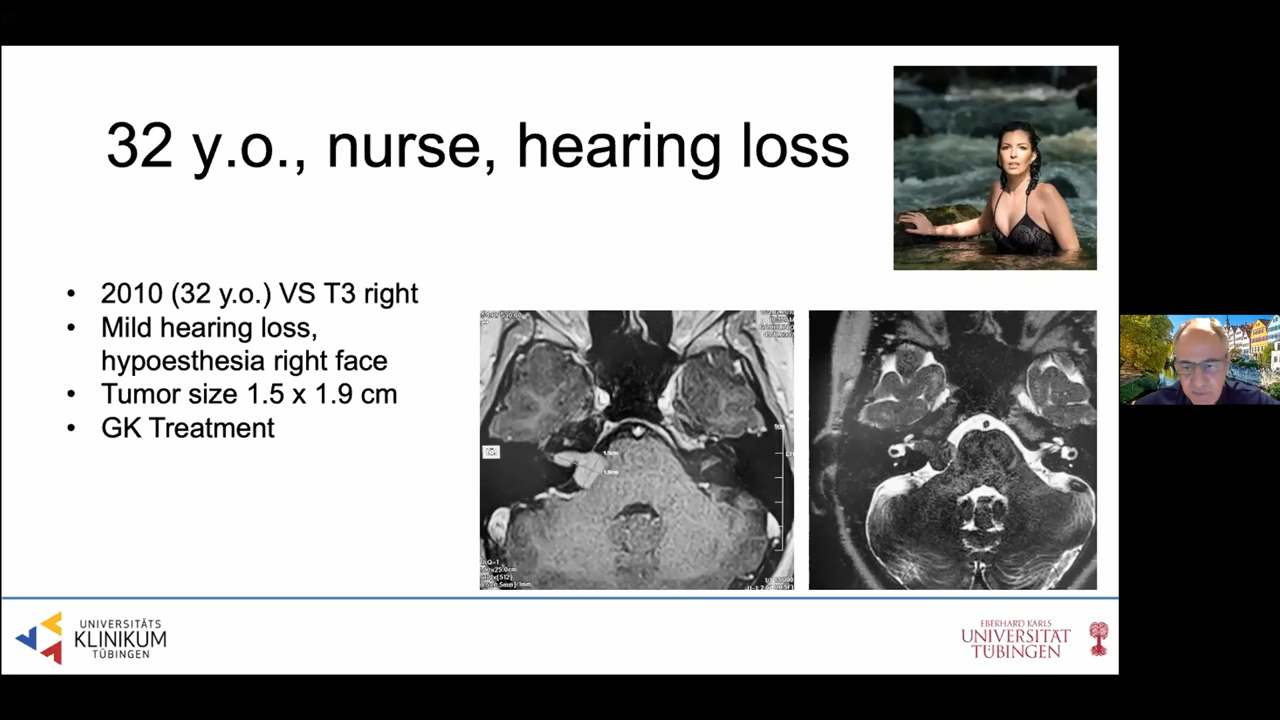 32 y.o., nurse, hearing loss
• 2010 (32 y.o.) VS T3 right
• Mild hearing loss,
hypoesthesia right face
• Tumor size 1.5 x 1.9 cm
• GK Treatment
UNIVERSITÄTS
KLINIKUM
TÜBINGEN
EBERHARD KARLS
UNIVERSITÄT
TÜBINGEN